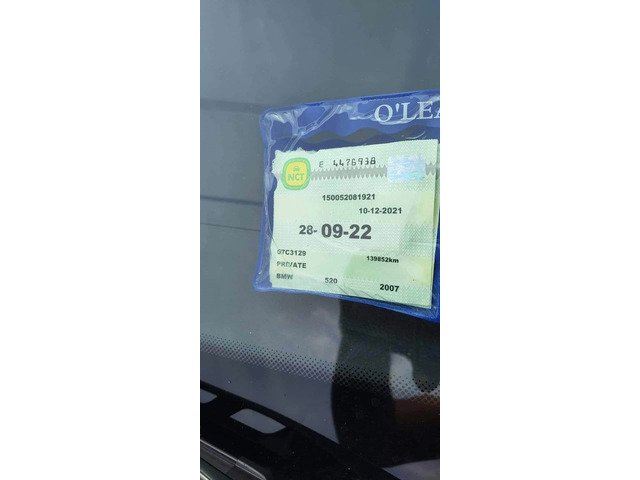 O'LEA
NCT
E 4476938
150052081921
10-12-2021
28- 09-22
07C3129
139852km
PRIVATE
BMW 520 2007